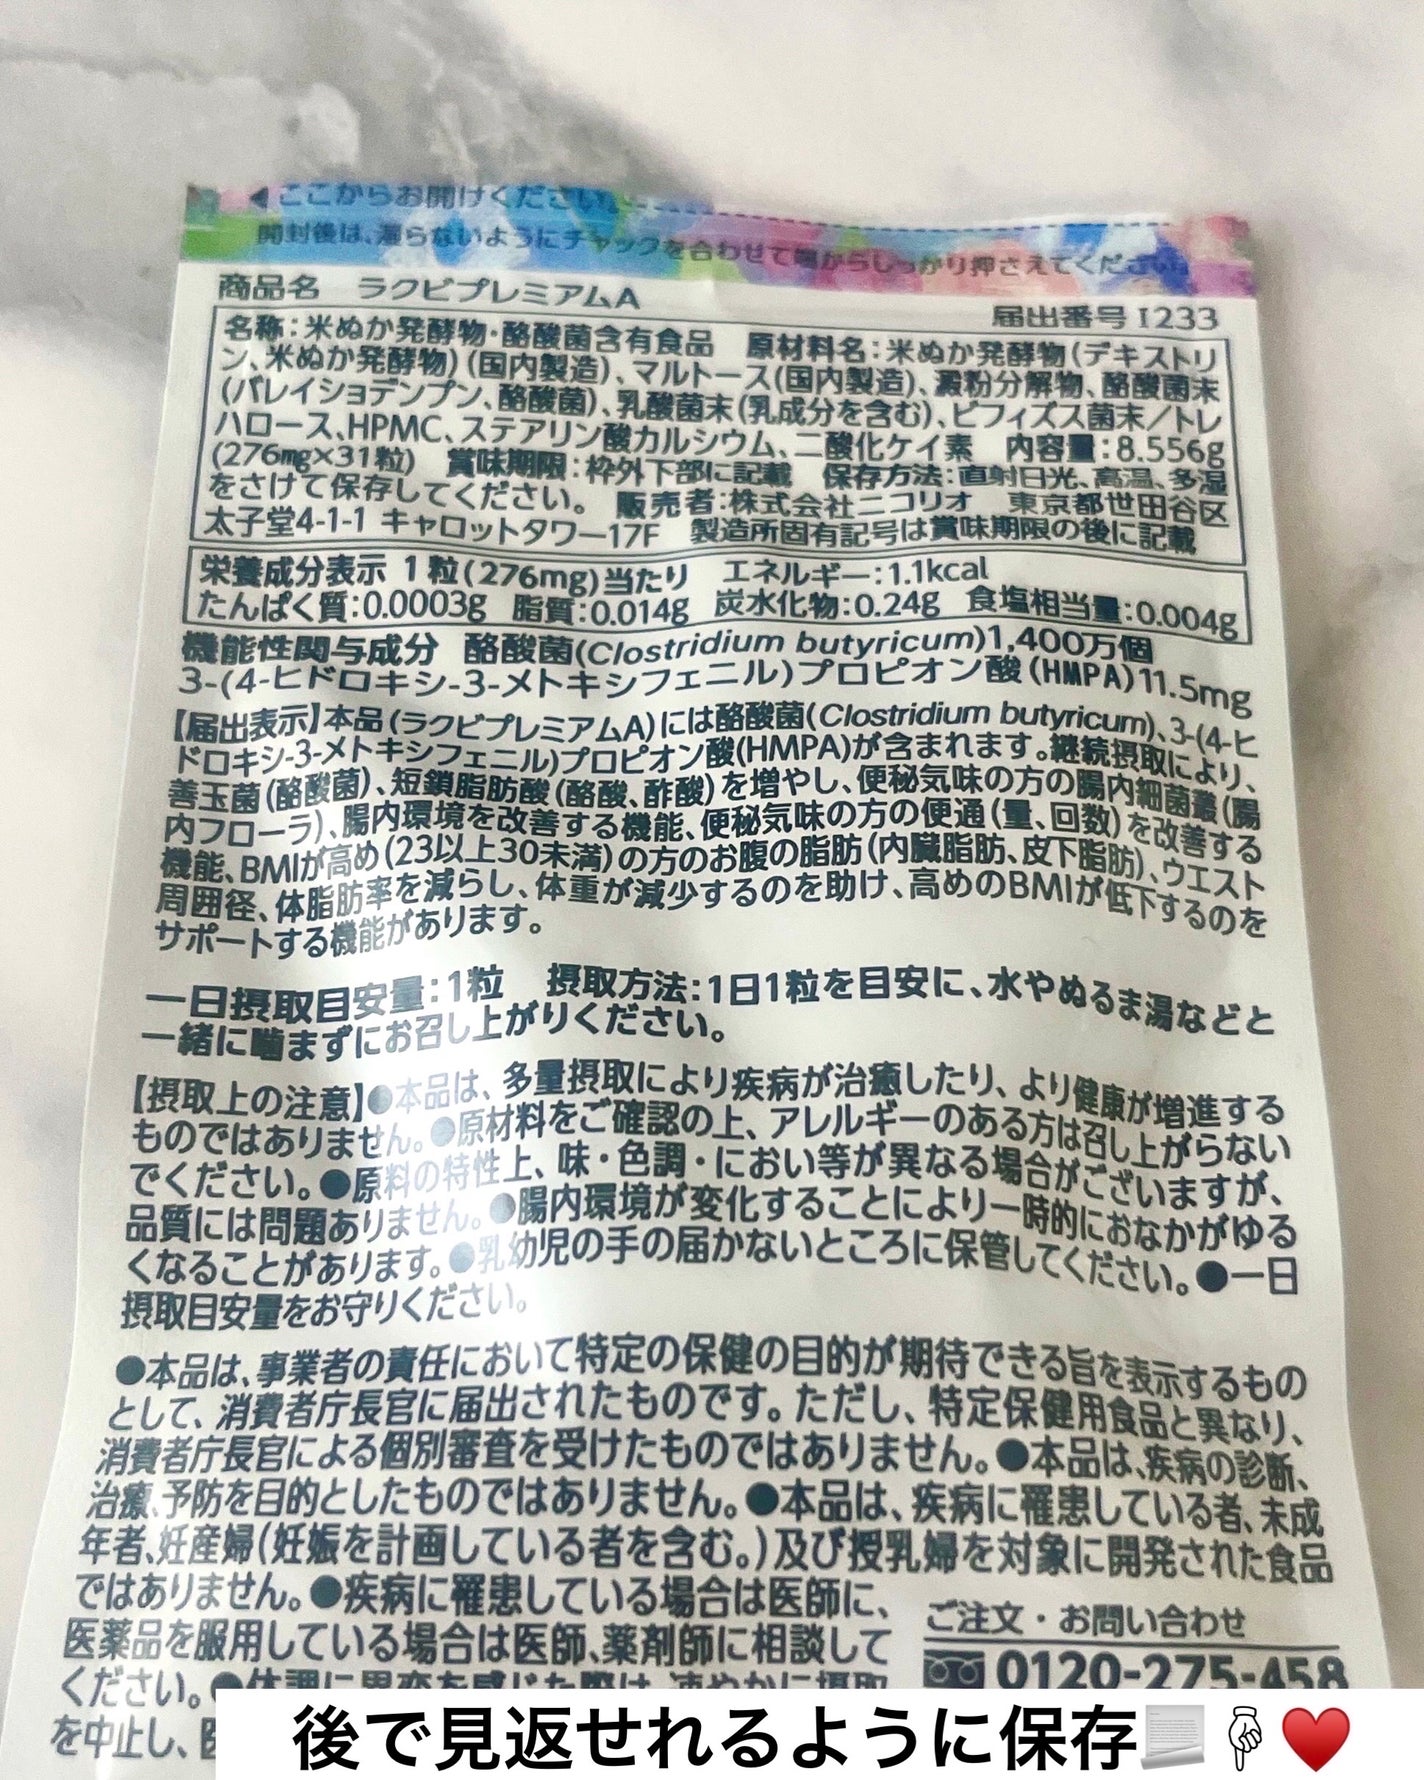 ◀ここからお開けください。
開封後は、濡らないようにチャックを合わせて端からしっかり押さえてください。
商品名 ラクビプレミアムA
届出番号 I233
名称：米ぬか発酵物・酪酸菌含有食品 原材料名：米ぬか発酵物（デキストリ
ン、米ぬか発酵物）（国内製造）、マルトース（国内製造）、澱粉分解物、酪酸菌末
（バレイショデンプン、酪酸菌）、乳酸菌末（乳成分を含む）、ビフィズス菌末／トレ
ハロース、HPMC、ステアリン酸カルシウム、二酸化ケイ素 内容量：8.556g
（276mg×31粒） 賞味期限：枠外下部に記載 保存方法：直射日光、高温、多湿
をさけて保存してください。 販売者：株式会社ニコリオ 東京都世田谷区
太子堂4-1-1 キャロットタワー17F 製造所固有記号は賞味期限の後に記載
栄養成分表示 1粒（276mg）当たり エネルギー：1.1kcal
たんぱく質：0.0003g 脂質：0.014g 炭水化物：0.24g 食塩相当量：0.004g
機能性関与成分 酪酸菌（Clostridium butyricum）1,400万個
3-（4-ヒドロキシ-3-メトキシフェニル）プロピオン酸（HMPA）11.5mg
【届出表示】本品（ラクビプレミアムA）には酪酸菌（Clostridium butyricum）、3-（4-ヒ
ドロキシ-3-メトキシフェニル）プロピオン酸（HMPA）が含まれます。継続摂取により、
善玉菌（酪酸菌）、短鎖脂肪酸（酪酸、酢酸）を増やし、便秘気味の方の腸内細菌叢（腸
内フローラ）、腸内環境を改善する機能、便秘気味の方の便通（量、回数）を改善する
機能、BMIが高め（23以上30未満）の方のお腹の脂肪（内臓脂肪、皮下脂肪）、ウエスト
周囲径、体脂肪率を減らし、体重が減少するのを助け、高めのBMIが低下するのを
サポートする機能があります。
一日摂取目安量：1粒 摂取方法：1日1粒を目安に、水やぬるま湯などと
一緒に噛まずにお召し上がりください。
【摂取上の注意】●本品は、多量摂取により疾病が治癒したり、より健康が増進する
ものではありません。●原材料をご確認の上、アレルギーのある方は召し上がらない
でください。●原料の特性上、味・色調・におい等が異なる場合がございますが、
品質には問題ありません。●腸内環境が変化することにより一時的におなかがゆる
くなることがあります。●乳幼児の手の届かないところに保管してください。●一日
摂取目安量をお守りください。
●本品は、事業者の責任において特定の保健の目的が期待できる旨を表示するもの
として、消費者庁長官に届出されたものです。ただし、特定保健用食品と異なり、
消費者庁長官による個別審査を受けたものではありません。●本品は、疾病の診断、
治療、予防を目的としたものではありません。●本品は、疾病に罹患している者、未成
年者、妊産婦（妊娠を計画している者を含む。）及び授乳婦を対象に開発された食品
ではありません。●疾病に罹患している場合は医師に、
医薬品を服用している場合は医師、薬剤師に相談して
ください。●体調に異変を感じた際は、速やかに摂取
を中止し、医
ご注文・お問い合わせ
0120-275-458
後で見返せれるように保存📃👇🏻♥️